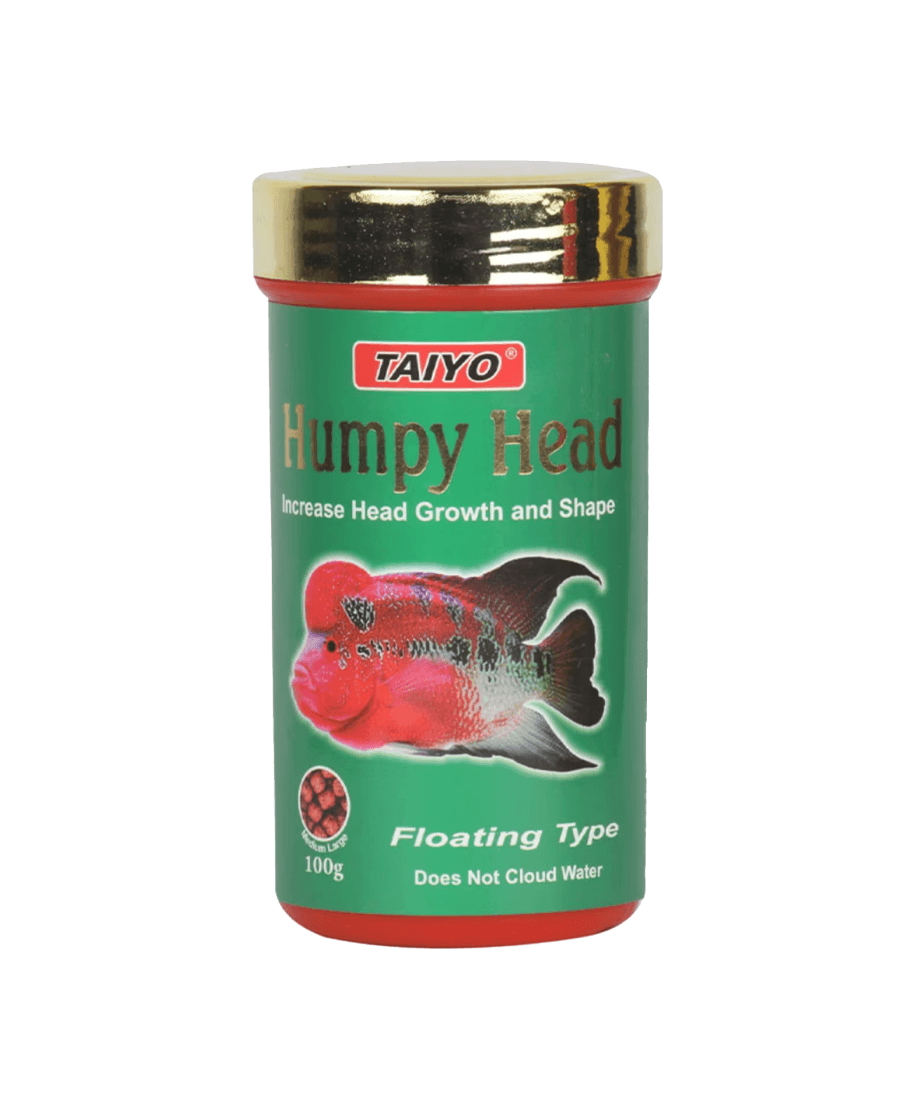 TAIYO®
Humpy Head
Increase Head Growth and Shape
Medium Large
100g
Floating Type
Does Not Cloud Water